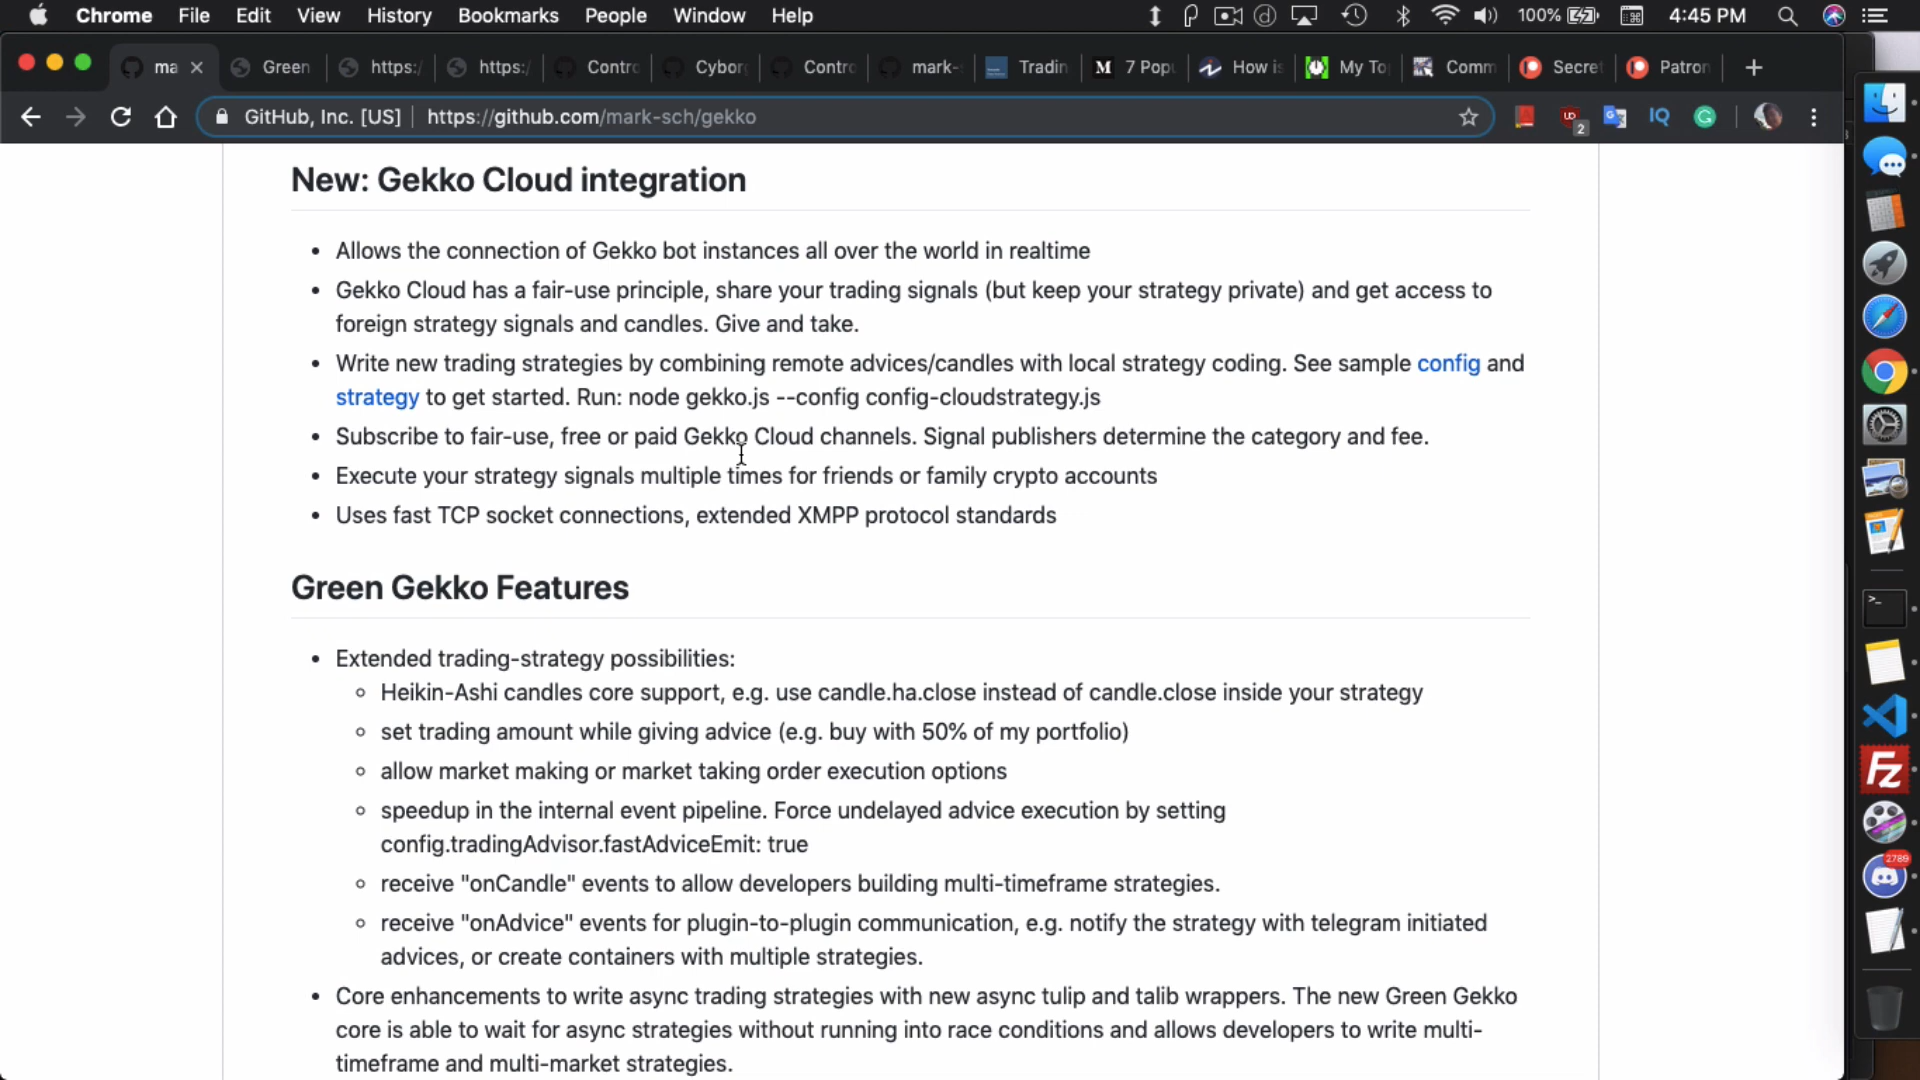 Chrome File Edit View History Bookmarks People Window Help 100% 4:45 PM
ma Green https:/ https:/ Contro Cybor Contro mark- Tradin 7 Popu How is My To Comm Secret Patron
GitHub, Inc. [US] https://github.com/mark-sch/gekko 2 IQ
New: Gekko Cloud integration
• Allows the connection of Gekko bot instances all over the world in realtime
• Gekko Cloud has a fair-use principle, share your trading signals (but keep your strategy private) and get access to
foreign strategy signals and candles. Give and take.
• Write new trading strategies by combining remote advices/candles with local strategy coding. See sample config and
strategy to get started. Run: node gekko.js --config config-cloudstrategy.js
• Subscribe to fair-use, free or paid Gekko Cloud channels. Signal publishers determine the category and fee.
• Execute your strategy signals multiple times for friends or family crypto accounts
• Uses fast TCP socket connections, extended XMPP protocol standards
Green Gekko Features
• Extended trading-strategy possibilities:
◦ Heikin-Ashi candles core support, e.g. use candle.ha.close instead of candle.close inside your strategy
◦ set trading amount while giving advice (e.g. buy with 50% of my portfolio)
◦ allow market making or market taking order execution options
◦ speedup in the internal event pipeline. Force undelayed advice execution by setting
config.tradingAdvisor.fastAdviceEmit: true
◦ receive "onCandle" events to allow developers building multi-timeframe strategies.
◦ receive "onAdvice" events for plugin-to-plugin communication, e.g. notify the strategy with telegram initiated
advices, or create containers with multiple strategies.
• Core enhancements to write async trading strategies with new async tulip and talib wrappers. The new Green Gekko
core is able to wait for async strategies without running into race conditions and allows developers to write multi-
timeframe and multi-market strategies.
Fz
2789